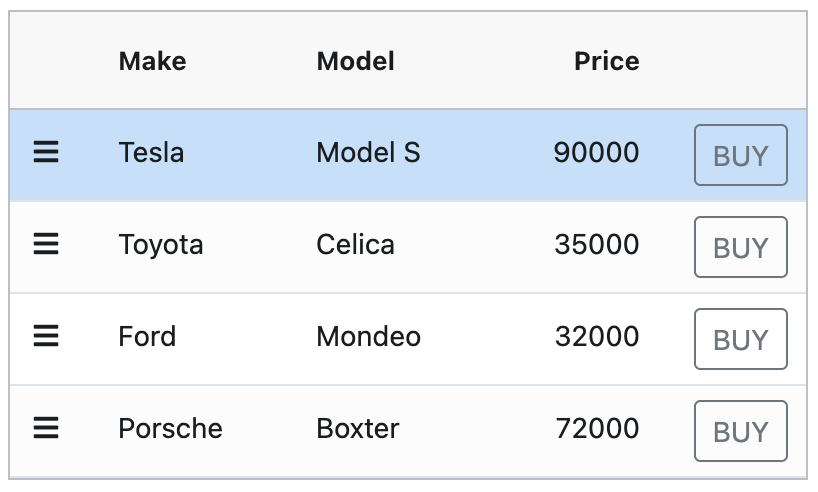 Make Model Price
Tesla Model S 90000 BUY
Toyota Celica 35000 BUY
Ford Mondeo 32000 BUY
Porsche Boxter 72000 BUY